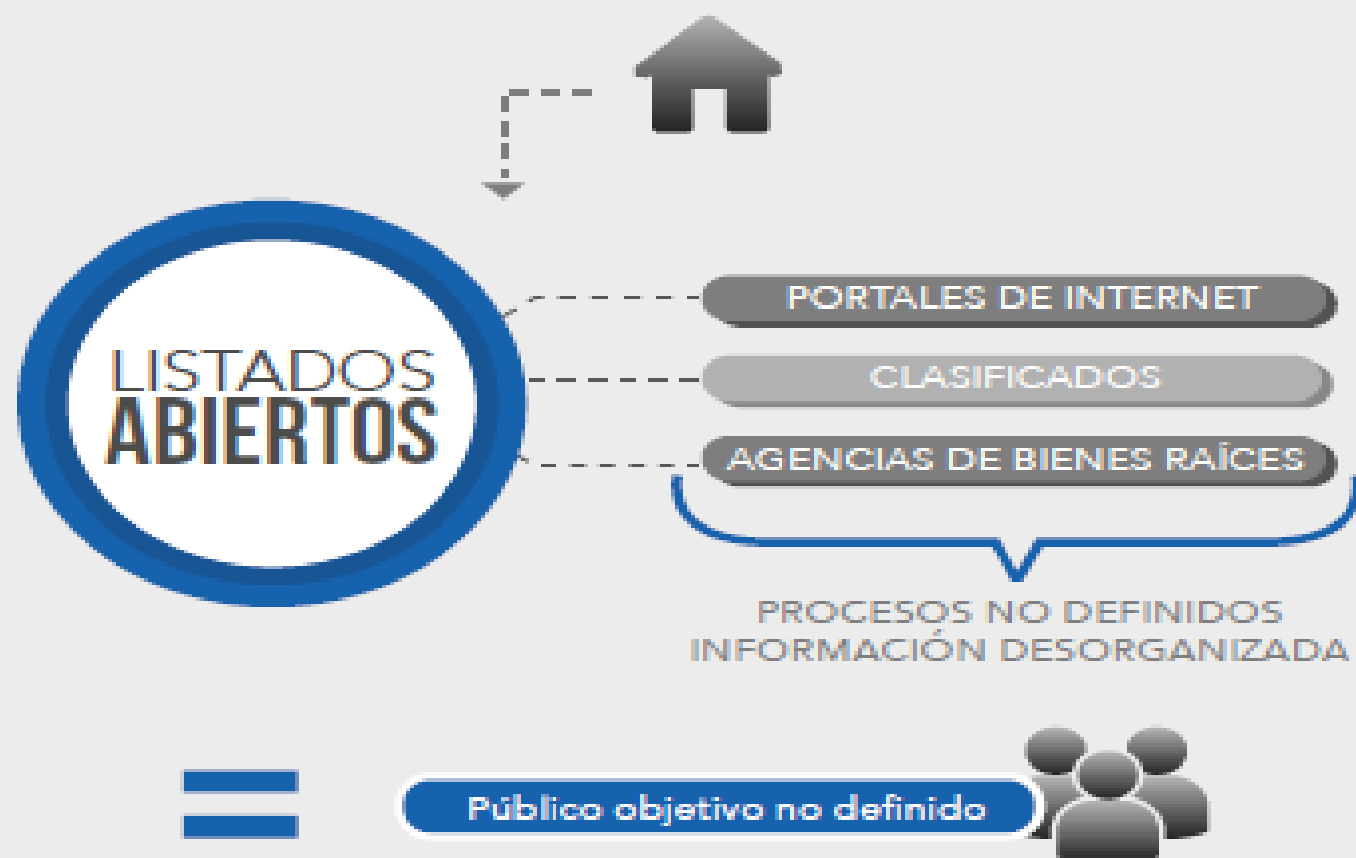 LISTADOS
ABIERTOS
PORTALES DE INTERNET
CLASIFICADOS
AGENCIAS DE BIENES RAÍCES
PROCESOS NO DEFINIDOS
INFORMACIÓN DESORGANIZADA
Público objetivo no definido